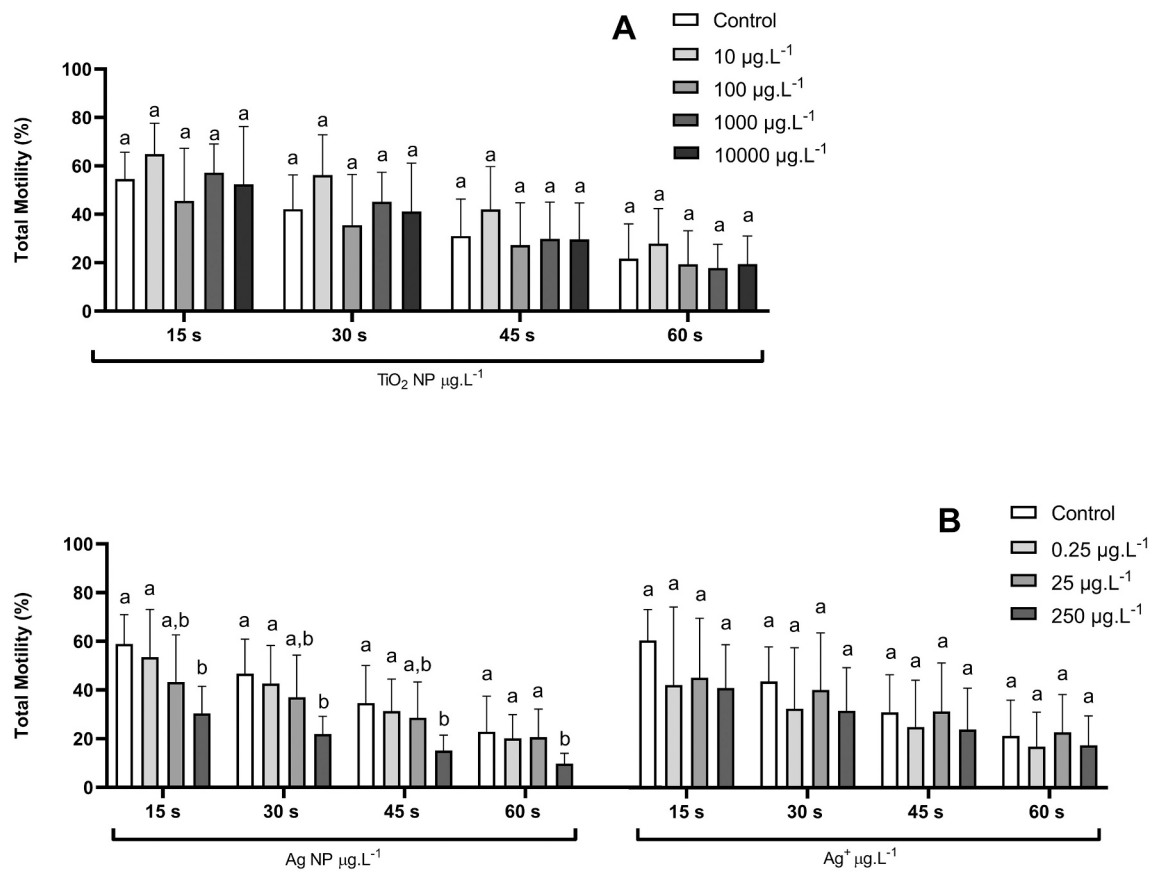 A
Control
10 µg.L⁻¹
100 µg.L⁻¹
1000 µg.L⁻¹
10000 µg.L⁻¹
Total Motility (%)
100
80
60
40
20
0
a a a a a
a a a a a
a a a a a
a a a a a
15 s 30 s 45 s 60 s
TiO₂ NP µg.L⁻¹
B
Control
0.25 µg.L⁻¹
25 µg.L⁻¹
250 µg.L⁻¹
Total Motility (%)
100
80
60
40
20
0
a a a,b b
a a a,b b
a a a,b b
a a a b
a a a a
a a a a
a a a a
a a a a
15 s 30 s 45 s 60 s 15 s 30 s 45 s 60 s
Ag NP µg.L⁻¹ Ag⁺ µg.L⁻¹